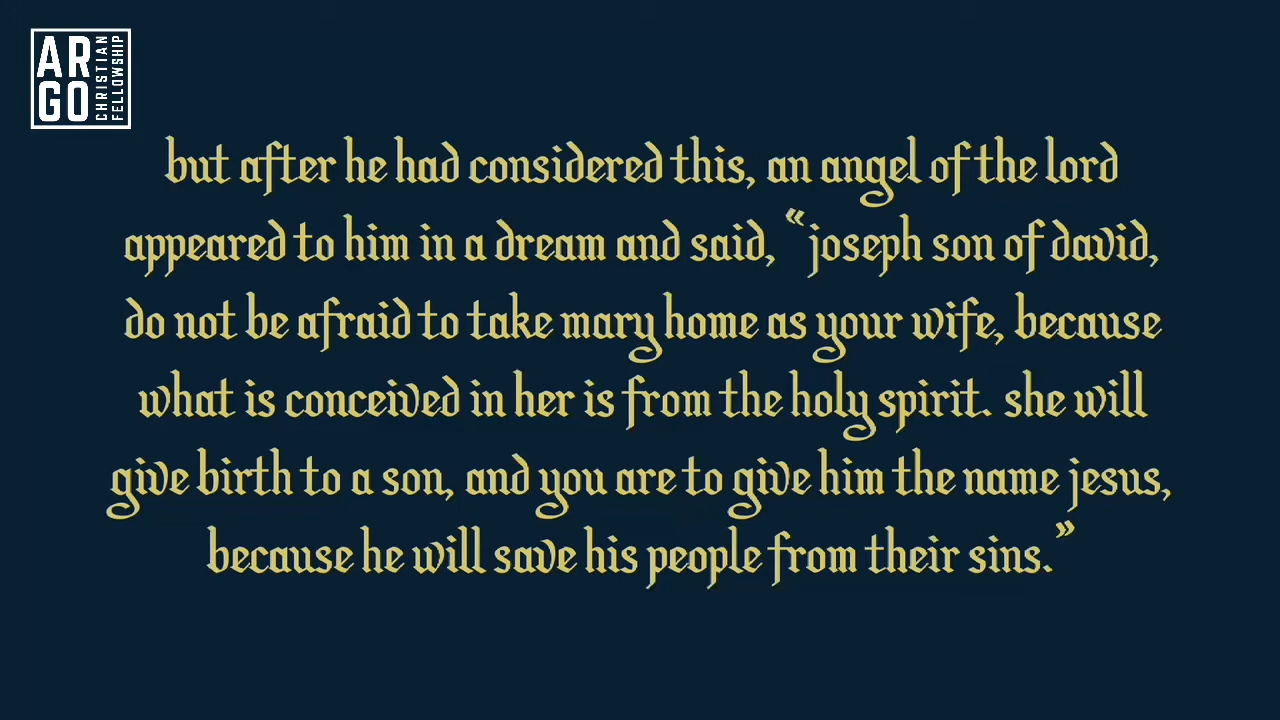 AR
GO
CHRISTIAN
FELLOWSHIP
but after he had considered this, an angel of the lord
appeared to him in a dream and said, “joseph son of david,
do not be afraid to take mary home as your wife, because
what is conceived in her is from the holy spirit. she will
give birth to a son, and you are to give him the name jesus,
because he will save his people from their sins.”